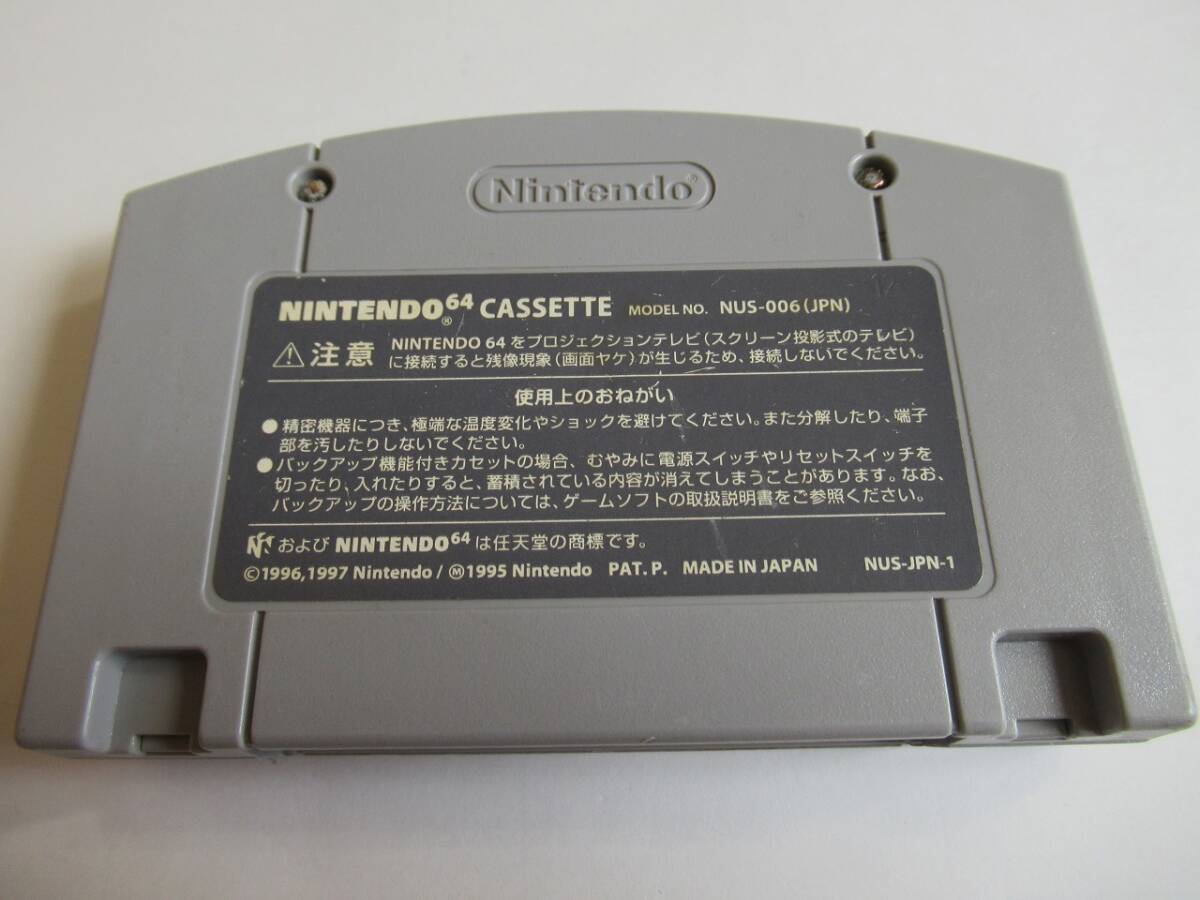 Nintendo®
NINTENDO®64 CASSETTE MODEL NO. NUS-006(JPN)
⚠注意 NINTENDO 64をプロジェクションテレビ(スクリーン投影式のテレビ)
に接続すると残像現象(画面ヤケ)が生じるため、接続しないでください。
使用上のおねがい
●精密機器につき、極端な温度変化やショックを避けてください。また分解したり、端子
部を汚したりしないでください。
●バックアップ機能付きカセットの場合、むやみに電源スイッチやリセットスイッチを
切ったり、入れたりすると、蓄積されている内容が消えてしまうことがあります。なお、
バックアップの操作方法については、ゲームソフトの取扱説明書をご参照ください。
および NINTENDO64 は任天堂の商標です。
©1996,1997 Nintendo/Ⓜ1995 Nintendo PAT. P. MADE IN JAPAN NUS-JPN-1